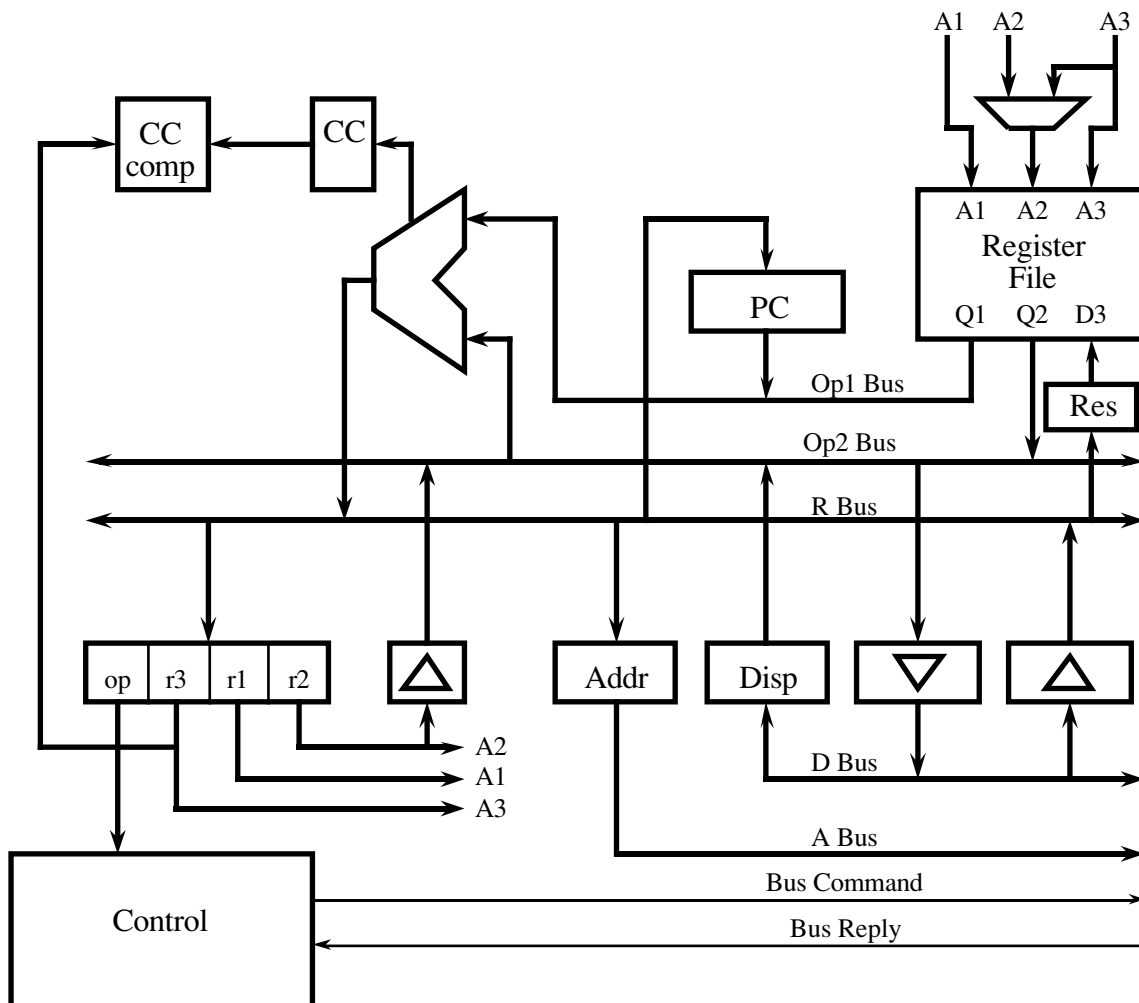 A1 A2 A3
CC comp
CC
A1 A2 A3
Register
File
Q1 Q2 D3
PC
Op1 Bus
Res
Op2 Bus
R Bus
op r3 r1 r2
Addr
Disp
A2
D Bus
A1
A3
A Bus
Bus Command
Control
Bus Reply